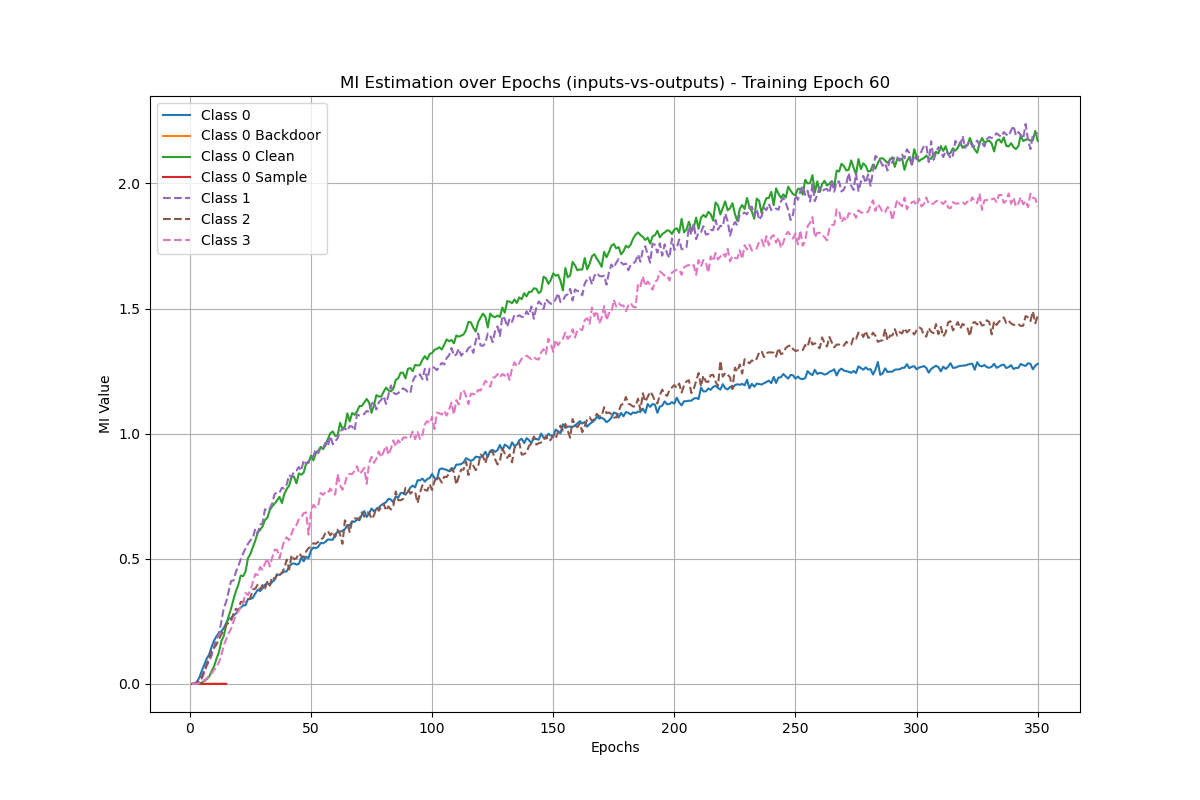 MI Estimation over Epochs (inputs-vs-outputs) - Training Epoch 60
Class 0
Class 0 Backdoor
Class 0 Clean
Class 0 Sample
Class 1
Class 2
Class 3
MI Value
2.0
1.5
1.0
0.5
0.0
0 50 100 150 200 250 300 350
Epochs